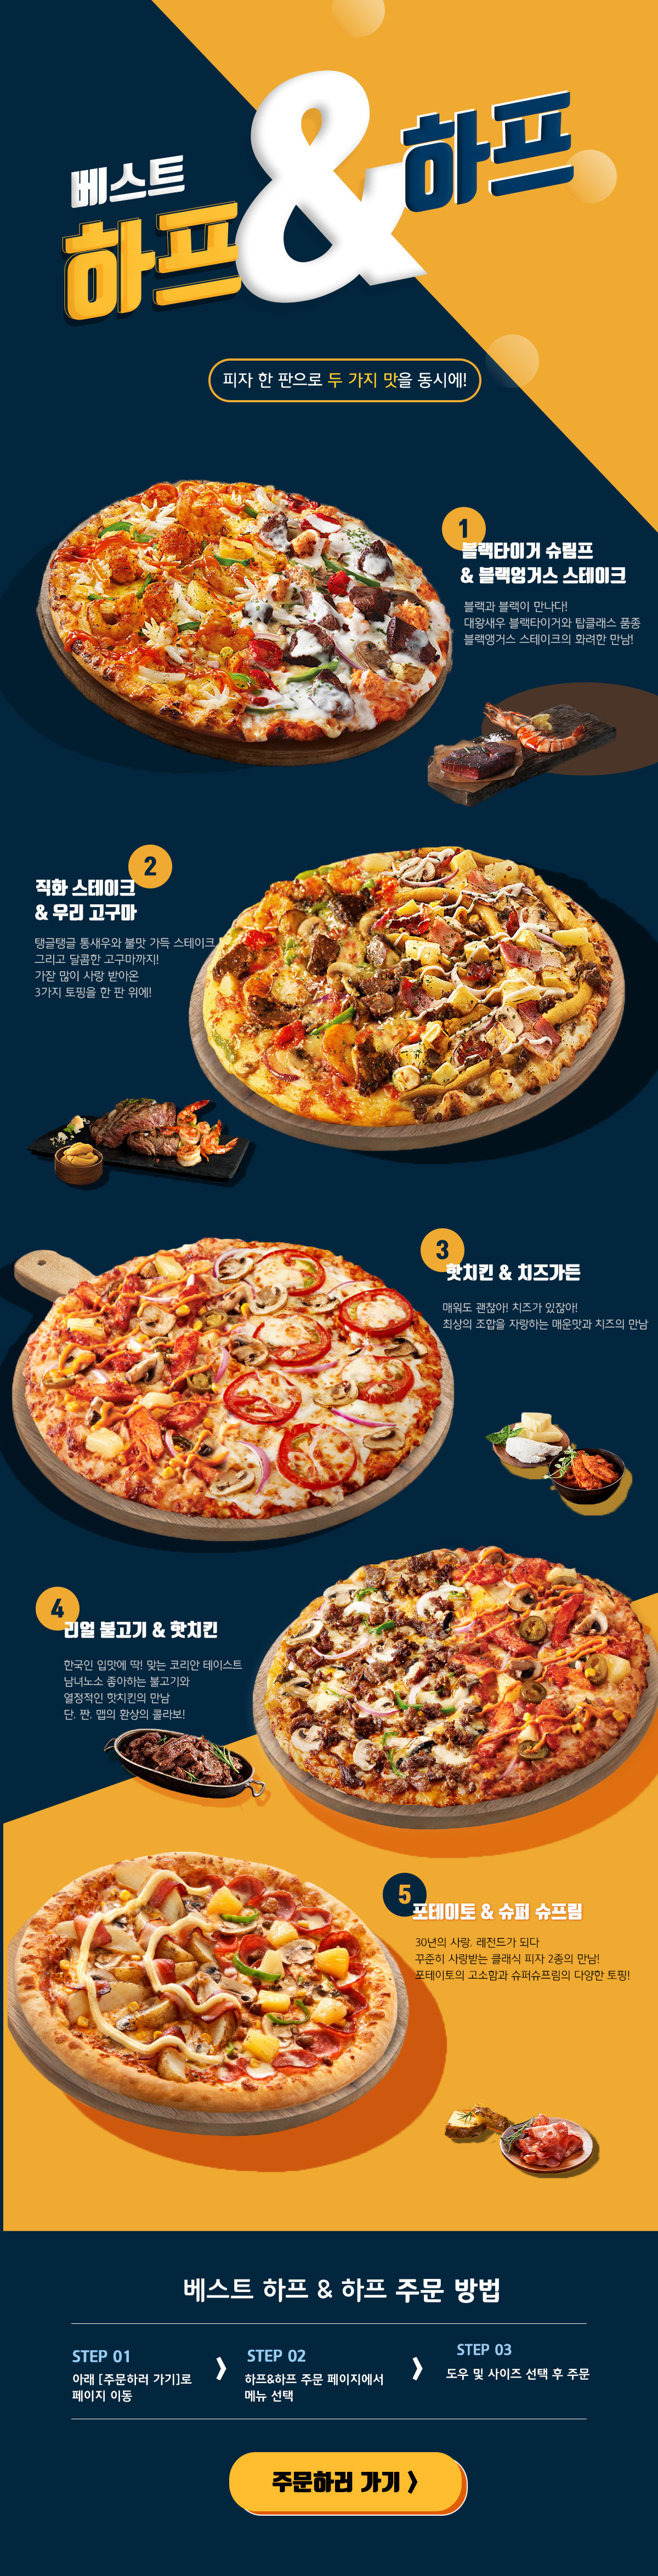 베스트
하프 & 하프
피자 한 판으로 두 가지 맛을 동시에!
1
블랙타이거 슈림프
& 블랙엉거스 스테이크
블랙과 블랙이 만나다!
대왕새우 블랙타이거와 탑클래스 품종
블랙앵거스 스테이크의 화려한 만남!
2
직화 스테이크
& 우리 고구마
탱글탱글 통새우와 불맛 가득 스테이크,
그리고 달콤한 고구마까지!
가장 많이 사랑 받아온
3가지 토핑을 한 판 위에!
3
핫치킨 & 치즈가든
매워도 괜찮아! 치즈가 있잖아!
최상의 조합을 자랑하는 매운맛과 치즈의 만남
4
리얼 불고기 & 핫치킨
한국인 입맛에 딱! 맞는 코리안 테이스트
남녀노소 좋아하는 불고기와
열정적인 핫치킨의 만남
단, 짠, 맵의 환상의 콜라보!
5
포테이토 & 슈퍼 슈프림
30년의 사랑, 레전드가 되다
꾸준히 사랑받는 클래식 피자 2종의 만남!
포테이토의 고소함과 슈퍼슈프림의 다양한 토핑!
베스트 하프 & 하프 주문 방법
STEP 01
아래 [주문하러 가기]로
페이지 이동
STEP 02
하프&하프 주문 페이지에서
메뉴 선택
STEP 03
도우 및 사이즈 선택 후 주문
주문하러 가기 》